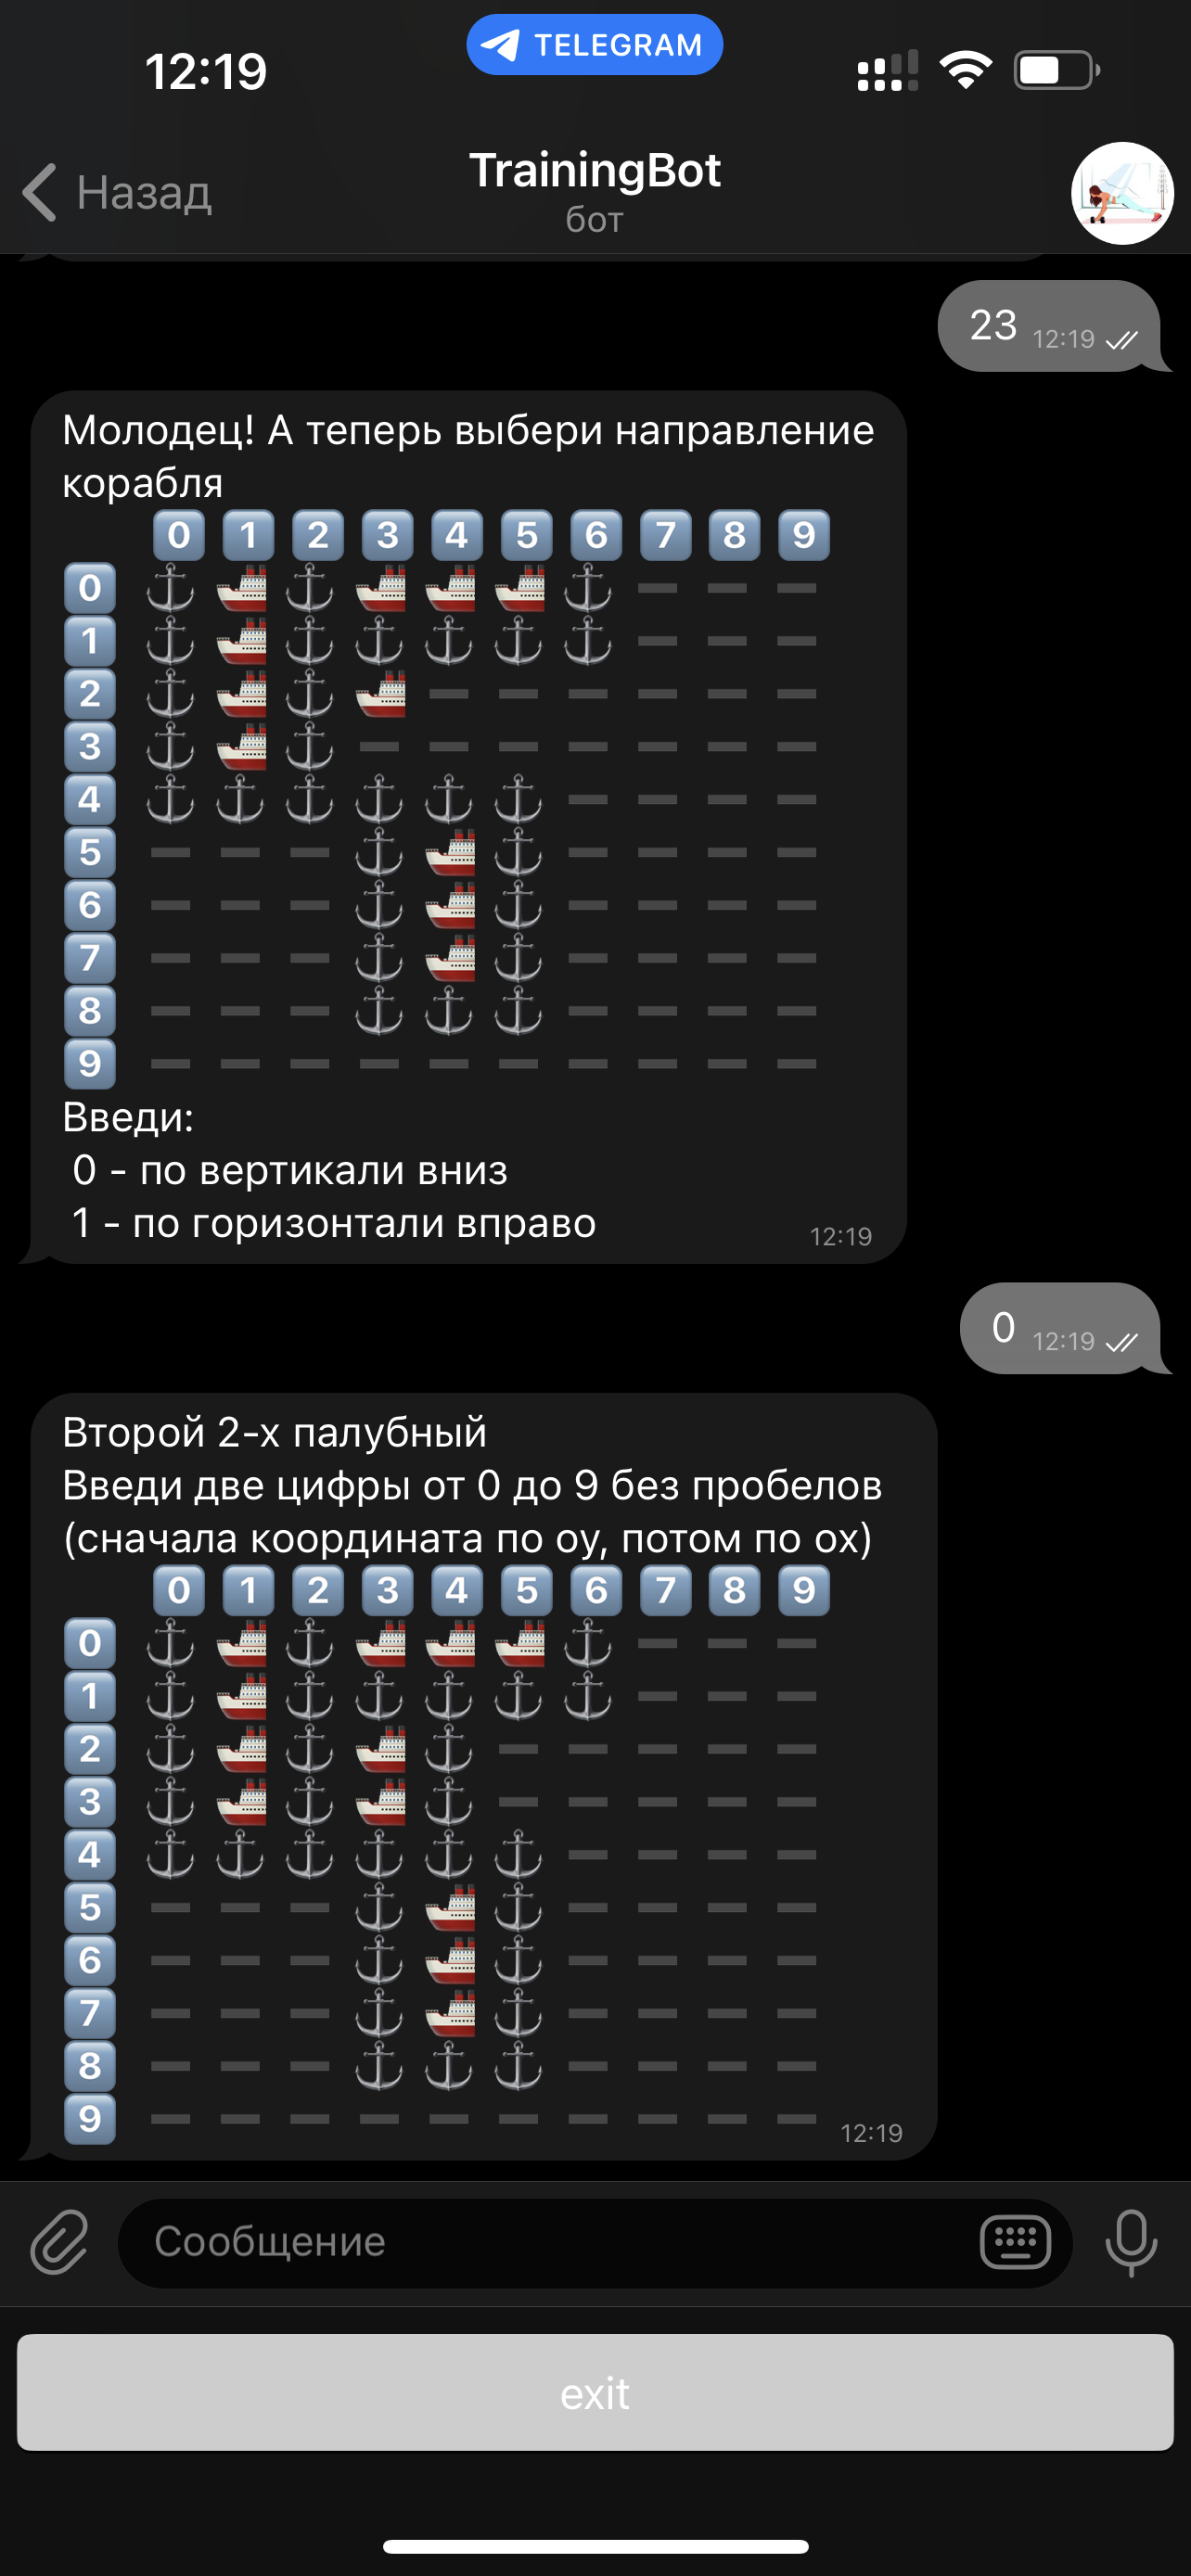 12:19
TELEGRAM
Назад
TrainingBot
бот
23 12:19
Молодец! А теперь выбери направление
корабля
0 1 2 3 4 5 6 7 8 9
0
1
2
3
4
5
6
7
8
9
Введи:
0 - по вертикали вниз
1 - по горизонтали вправо
12:19
0 12:19
Второй 2-х палубный
Введи две цифры от 0 до 9 без пробелов
(сначала координата по оу, потом по ох)
0 1 2 3 4 5 6 7 8 9
0
1
2
3
4
5
6
7
8
9
12:19
Сообщение
exit